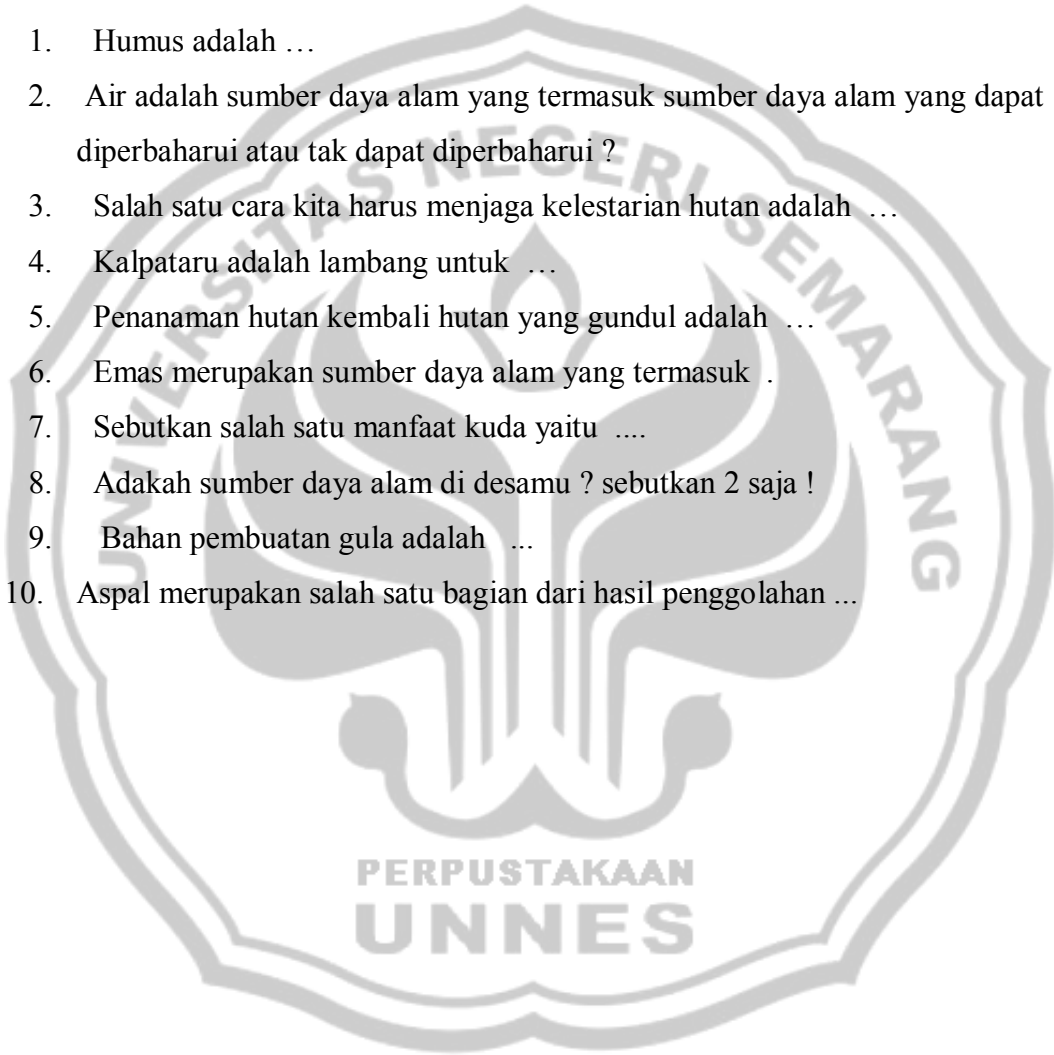 1. Humus adalah …
2. Air adalah sumber daya alam yang termasuk sumber daya alam yang dapat
diperbaharui atau tak dapat diperbaharui ?
3. Salah satu cara kita harus menjaga kelestarian hutan adalah …
4. Kalpataru adalah lambang untuk …
5. Penanaman hutan kembali hutan yang gundul adalah …
6. Emas merupakan sumber daya alam yang termasuk .
7. Sebutkan salah satu manfaat kuda yaitu ....
8. Adakah sumber daya alam di desamu ? sebutkan 2 saja !
9. Bahan pembuatan gula adalah ...
10. Aspal merupakan salah satu bagian dari hasil penggolahan ...
UNIVERSITAS NEGERI SEMARANG
PERPUSTAKAAN
UNNES